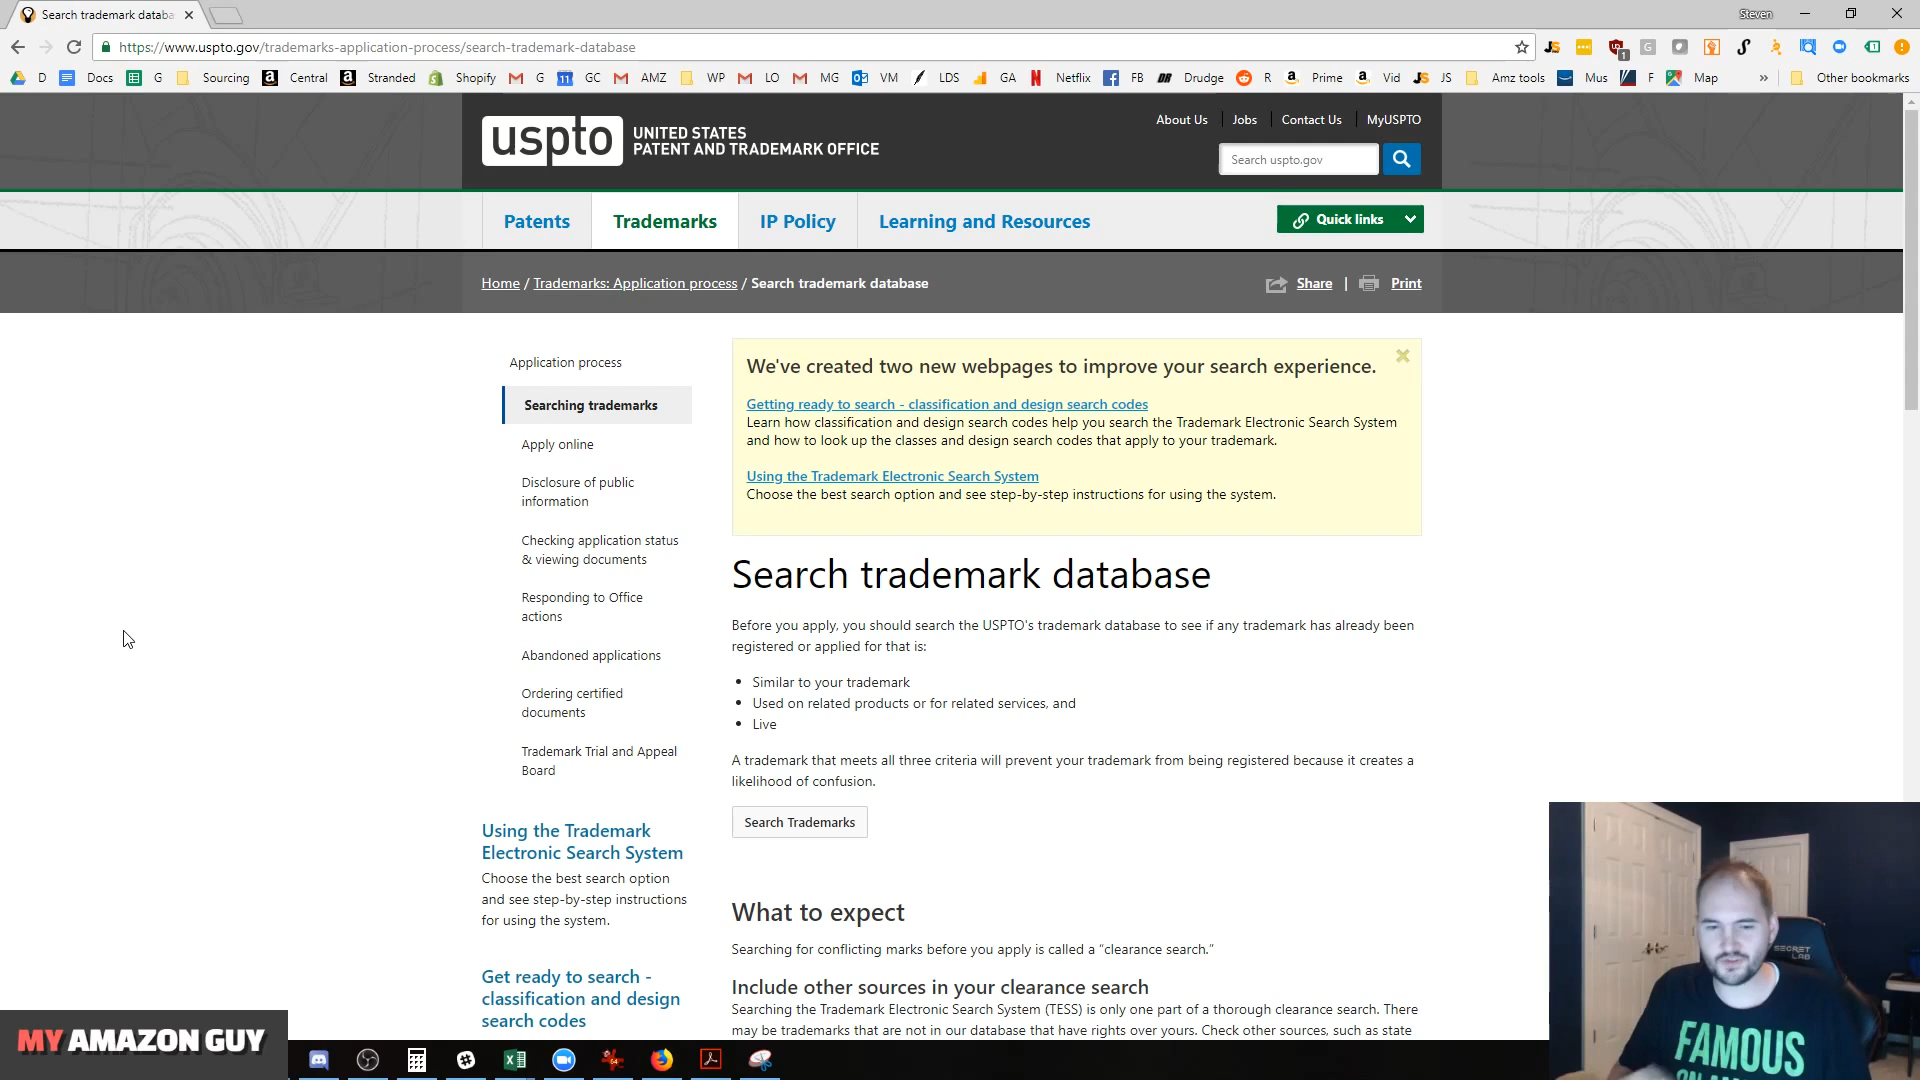 Search trademark databa
Steven
https://www.uspto.gov/trademarks-application-process/search-trademark-database
D Docs G Sourcing Central Stranded Shopify G GC AMZ WP LO MG VM LDS GA Netflix FB Drudge R Prime Vid JS Amz tools Mus F Map » Other bookmarks
uspto UNITED STATES
PATENT AND TRADEMARK OFFICE
About Us Jobs Contact Us MyUSPTO
Search uspto.gov
Patents Trademarks IP Policy Learning and Resources Quick links
Home / Trademarks: Application process / Search trademark database
Share | Print
Application process
Searching trademarks
Apply online
Disclosure of public
information
Checking application status
& viewing documents
Responding to Office
actions
Abandoned applications
Ordering certified
documents
Trademark Trial and Appeal
Board
Using the Trademark
Electronic Search System
Choose the best search option
and see step-by-step instructions
for using the system.
Get ready to search -
classification and design
search codes
We've created two new webpages to improve your search experience.
Getting ready to search - classification and design search codes
Learn how classification and design search codes help you search the Trademark Electronic Search System
and how to look up the classes and design search codes that apply to your trademark.
Using the Trademark Electronic Search System
Choose the best search option and see step-by-step instructions for using the system.
Search trademark database
Before you apply, you should search the USPTO's trademark database to see if any trademark has already been
registered or applied for that is:
• Similar to your trademark
• Used on related products or for related services, and
• Live
A trademark that meets all three criteria will prevent your trademark from being registered because it creates a
likelihood of confusion.
Search Trademarks
What to expect
Searching for conflicting marks before you apply is called a “clearance search.”
Include other sources in your clearance search
Searching the Trademark Electronic Search System (TESS) is only one part of a thorough clearance search. There
may be trademarks that are not in our database that have rights over yours. Check other sources, such as state
MY AMAZON GUY
SECRET
LAB
FAMOUS